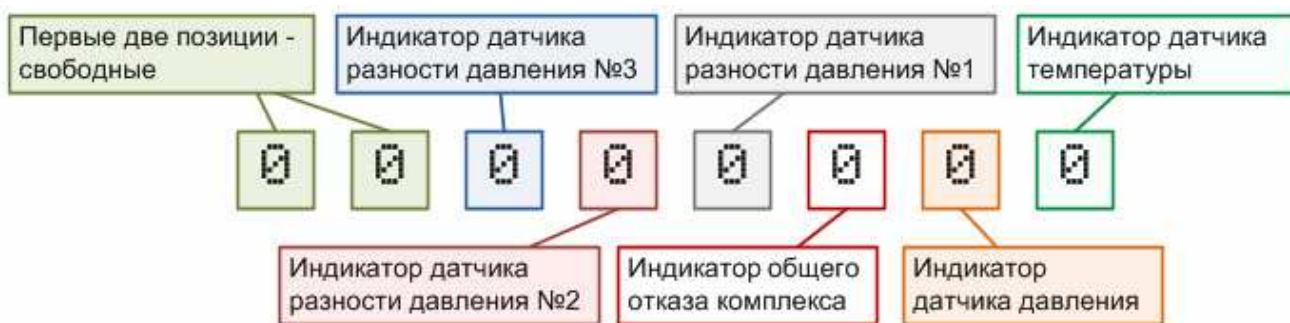 Первые две позиции -
свободные
Индикатор датчика
разности давления №3
Индикатор датчика
разности давления №1
Индикатор датчика
температуры
0 0 0 0 0 0 0 0
Индикатор датчика
разности давления №2
Индикатор общего
отказа комплекса
Индикатор
датчика давления